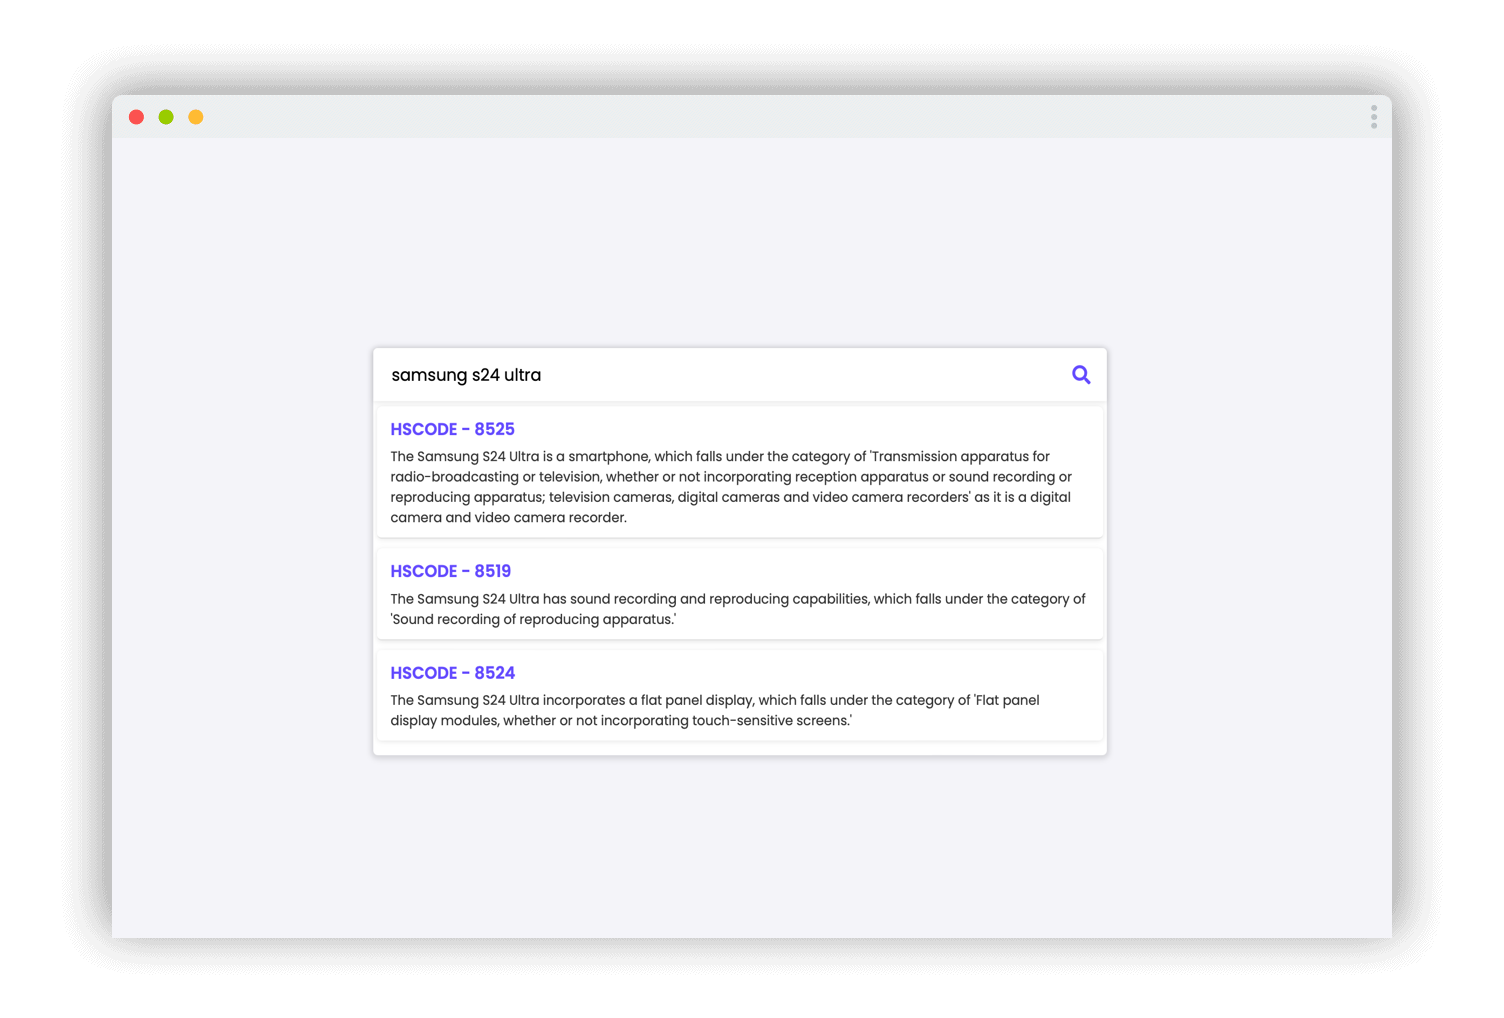 samsung s24 ultra
HSCODE - 8525
The Samsung S24 Ultra is a smartphone, which falls under the category of 'Transmission apparatus for
radio-broadcasting or television, whether or not incorporating reception apparatus or sound recording or
reproducing apparatus; television cameras, digital cameras and video camera recorders' as it is a digital
camera and video camera recorder.
HSCODE - 8519
The Samsung S24 Ultra has sound recording and reproducing capabilities, which falls under the category of
'Sound recording of reproducing apparatus.'
HSCODE - 8524
The Samsung S24 Ultra incorporates a flat panel display, which falls under the category of 'Flat panel
display modules, whether or not incorporating touch-sensitive screens.'